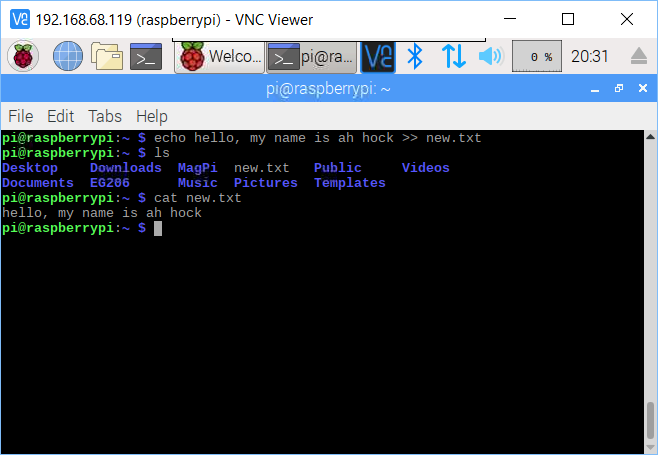 192.168.68.119 (raspberrypi) - VNC Viewer
Welco... pi@ra... 0 % 20:31
pi@raspberrypi: ~
File Edit Tabs Help
pi@raspberrypi:~ $ echo hello, my name is ah hock >> new.txt
pi@raspberrypi:~ $ ls
Desktop Downloads MagPi new.txt Public Videos
Documents EG206 Music Pictures Templates
pi@raspberrypi:~ $ cat new.txt
hello, my name is ah hock
pi@raspberrypi:~ $